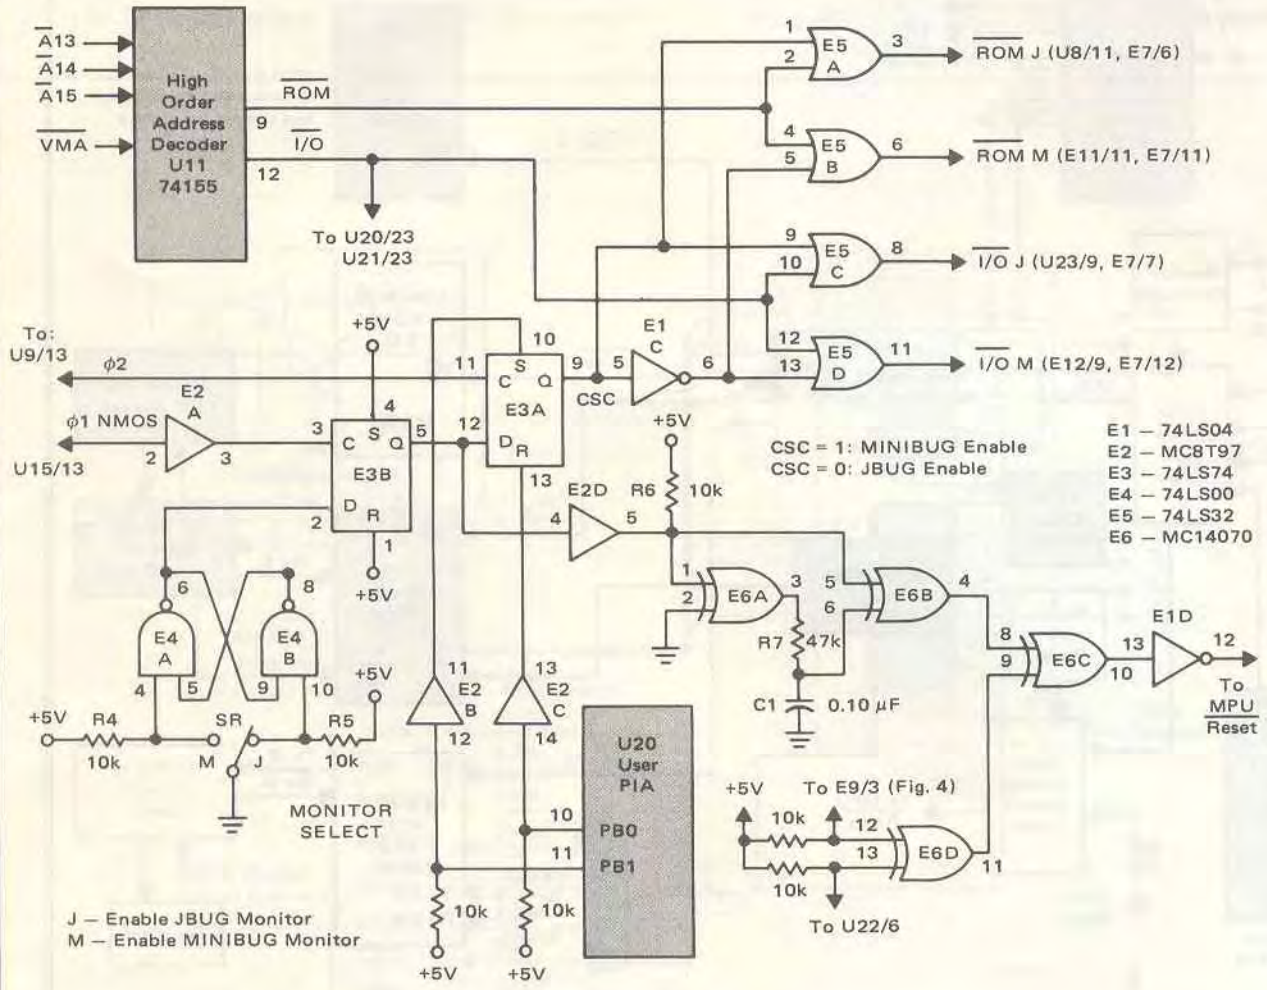 A13
A14
A15
VMA
High
Order
Address
Decoder
U11
74155
ROM
9
I/O
12
To U20/23
U21/23
1
2
E5
A
3
ROM J (U8/11, E7/6)
4
5
E5
B
6
ROM M (E11/11, E7/11)
9
10
E5
C
8
I/O J (U23/9, E7/7)
12
13
E5
D
11
I/O M (E12/9, E7/12)
To:
U9/13
ϕ2
ϕ1 NMOS
U15/13
E2
A
2
3
+5V
4
3
C
S
Q
5
E3B
D
R
2
1
+5V
10
11
C
S
Q
9
E3A
12
D
R
13
CSC
E1
C
5
6
CSC = 1: MINIBUG Enable
CSC = 0: JBUG Enable
E1 – 74LS04
E2 – MC8T97
E3 – 74LS74
E4 – 74LS00
E5 – 74LS32
E6 – MC14070
+5V
R6
10k
E2D
4
5
1
2
E6A
3
R7
47k
C1
0.10 μF
5
6
E6B
4
8
9
E6C
10
13
E1D
12
To
MPU
Reset
6
8
E4
A
E4
B
4
5
9
10
+5V
R4
10k
SR
M
J
R5
10k
+5V
MONITOR
SELECT
11
E2
B
12
13
E2
C
14
U20
User
PIA
10
PB0
11
PB1
10k
10k
+5V
+5V
+5V
To E9/3 (Fig. 4)
10k
12
13
E6D
11
10k
To U22/6
J – Enable JBUG Monitor
M – Enable MINIBUG Monitor